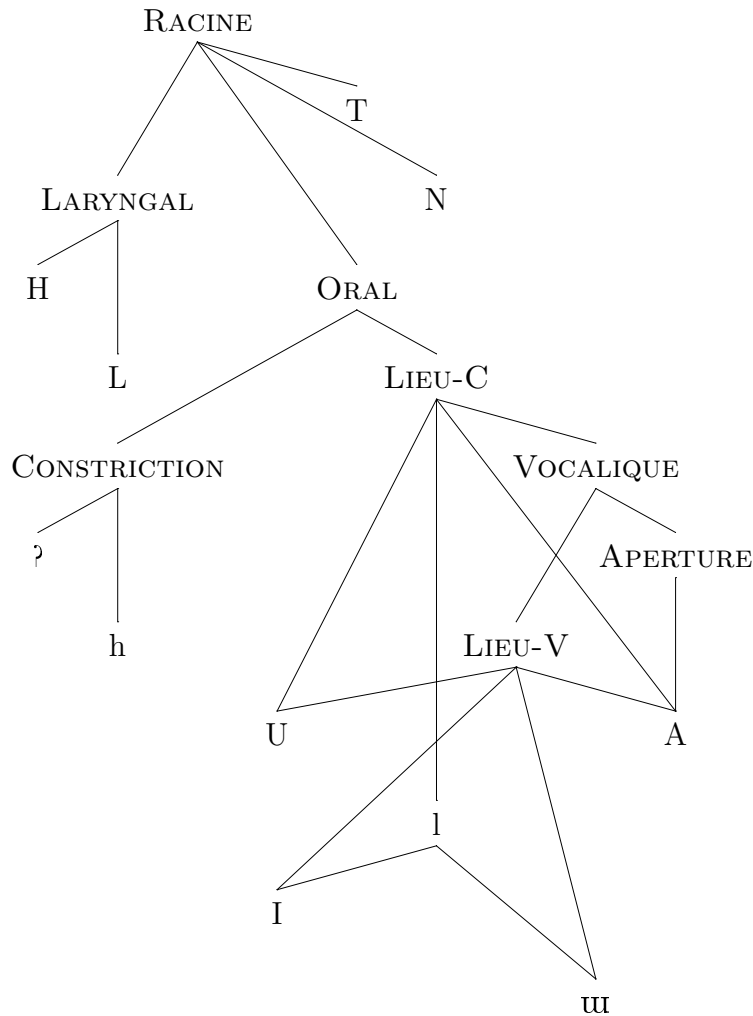 RACINE
T
LARYNGAL
N
H
ORAL
L
LIEU-C
CONSTRICTION
VOCALIQUE
ʔ
APERTURE
h
LIEU-V
U
A
l
I
ɯ